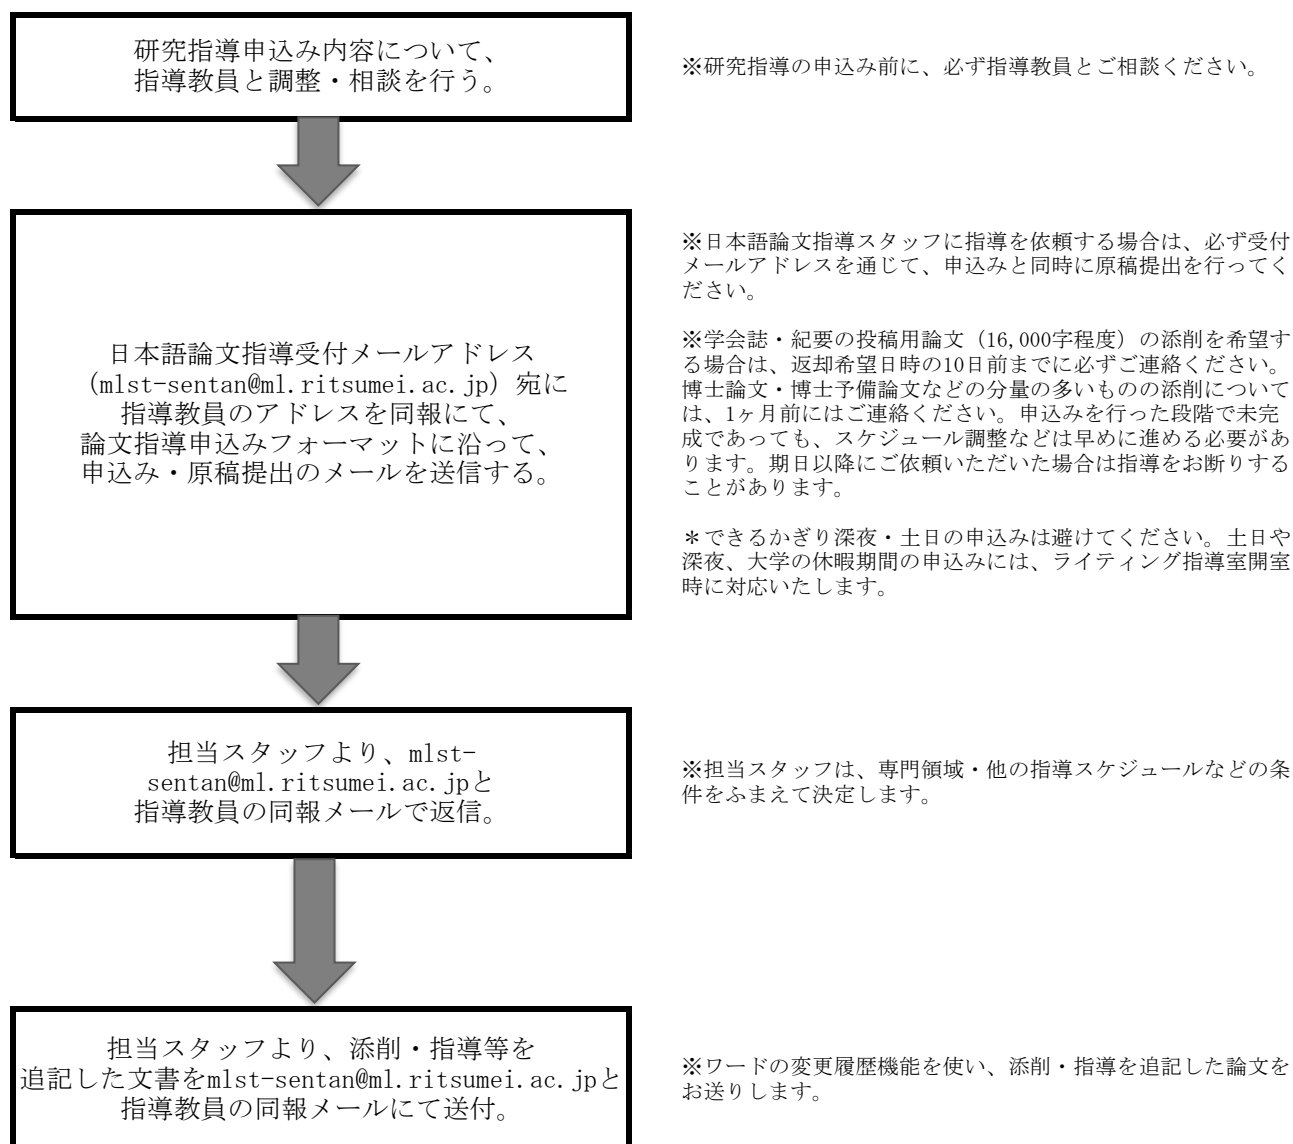 研究指導申込み内容について、
指導教員と調整・相談を行う。
※研究指導の申込み前に、必ず指導教員とご相談ください。
日本語論文指導受付メールアドレス
（mlst-sentan@ml.ritsumei.ac.jp）宛に
指導教員のアドレスを同報にて、
論文指導申込みフォーマットに沿って、
申込み・原稿提出のメールを送信する。
※日本語論文指導スタッフに指導を依頼する場合は、必ず受付
メールアドレスを通じて、申込みと同時に原稿提出を行ってく
ださい。
※学会誌・紀要の投稿用論文（16,000字程度）の添削を希望す
る場合は、返却希望日時の10日前までに必ずご連絡ください。
博士論文・博士予備論文などの分量の多いものの添削について
は、1ヶ月前にはご連絡ください。申込みを行った段階で未完
成であっても、スケジュール調整などは早めに進める必要があ
ります。期日以降にご依頼いただいた場合は指導をお断りする
ことがあります。
＊できるかぎり深夜・土日の申込みは避けてください。土日や
深夜、大学の休暇期間の申込みには、ライティング指導室開室
時に対応いたします。
担当スタッフより、mlst-
sentan@ml.ritsumei.ac.jpと
指導教員の同報メールで返信。
※担当スタッフは、専門領域・他の指導スケジュールなどの条
件をふまえて決定します。
担当スタッフより、添削・指導等を
追記した文書をmlst-sentan@ml.ritsumei.ac.jpと
指導教員の同報メールにて送付。
※ワードの変更履歴機能を使い、添削・指導を追記した論文を
お送りします。